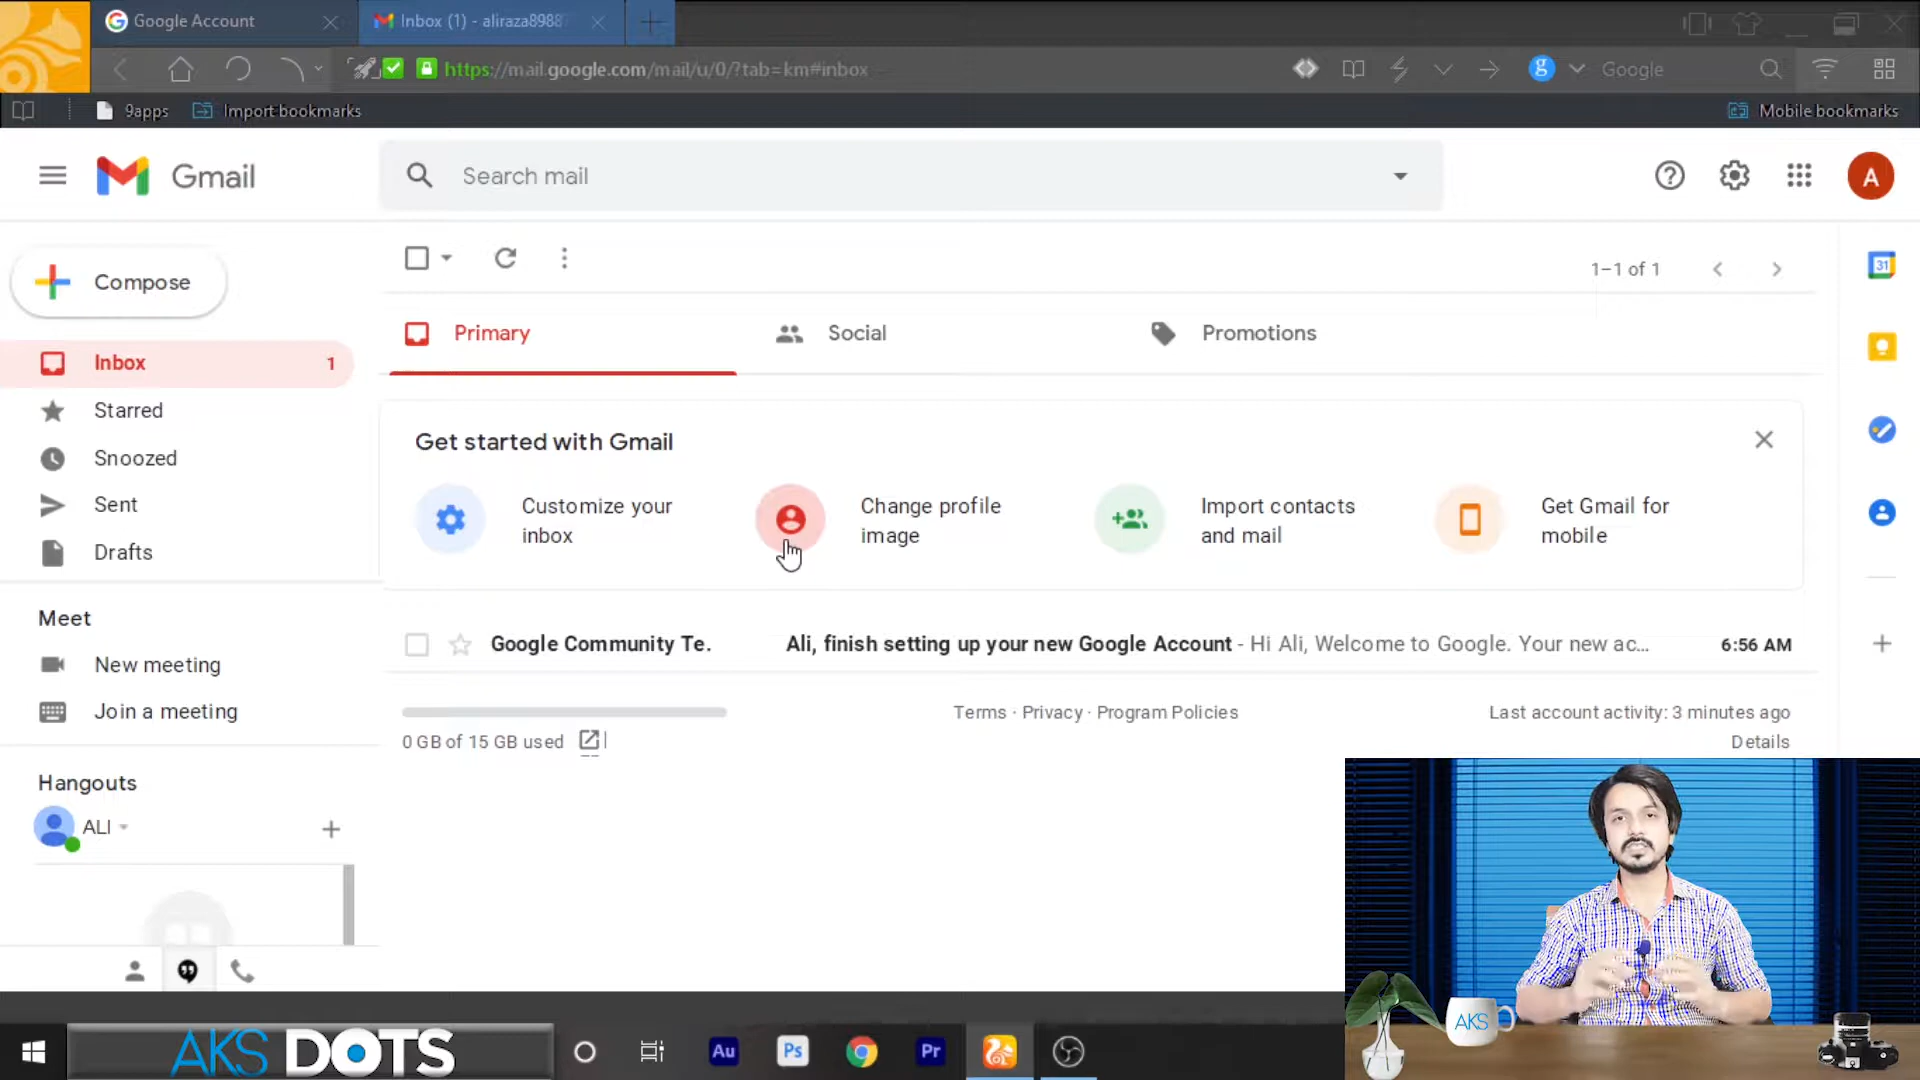 Google Account
Inbox (1) - aliraza8988
https://mail.google.com/mail/u/0/?tab=km#inbox
g
Google
9apps
Import bookmarks
Mobile bookmarks
Gmail
Search mail
A
Compose
1–1 of 1
31
Primary
Social
Promotions
Inbox
1
Starred
Snoozed
Sent
Drafts
Get started with Gmail
Customize your
inbox
Change profile
image
Import contacts
and mail
Get Gmail for
mobile
Google Community Te.
Ali, finish setting up your new Google Account - Hi Ali, Welcome to Google. Your new ac...
6:56 AM
Meet
New meeting
Join a meeting
Terms · Privacy · Program Policies
Last account activity: 3 minutes ago
0 GB of 15 GB used
Details
Hangouts
ALI
AKS
AKS DOTS
Au
Ps
Pr